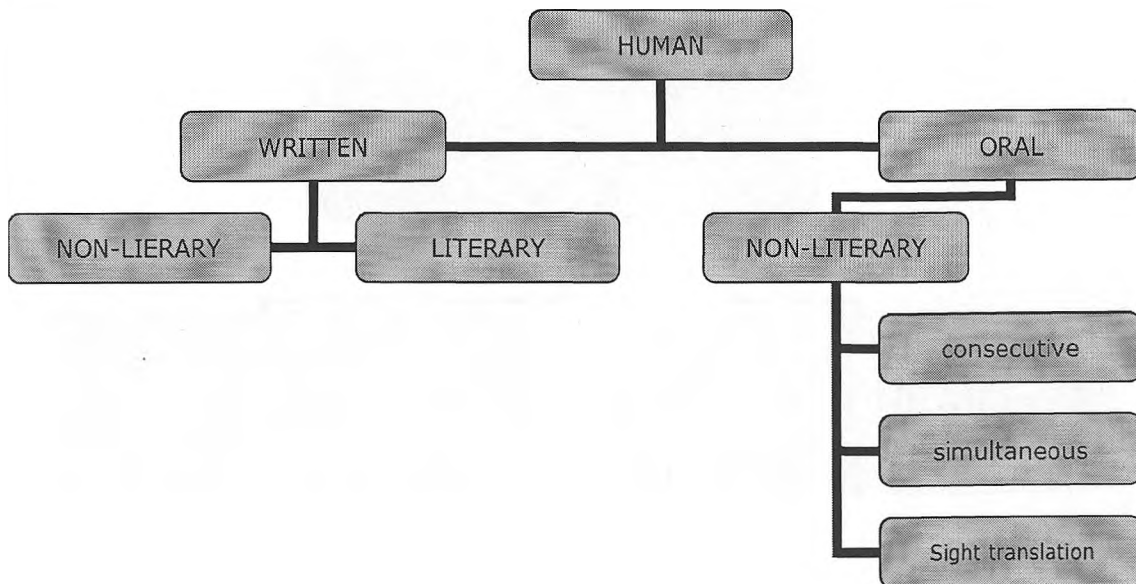 HUMAN
WRITTEN
ORAL
NON-LIERARY
LITERARY
NON-LITERARY
consecutive
simultaneous
Sight translation